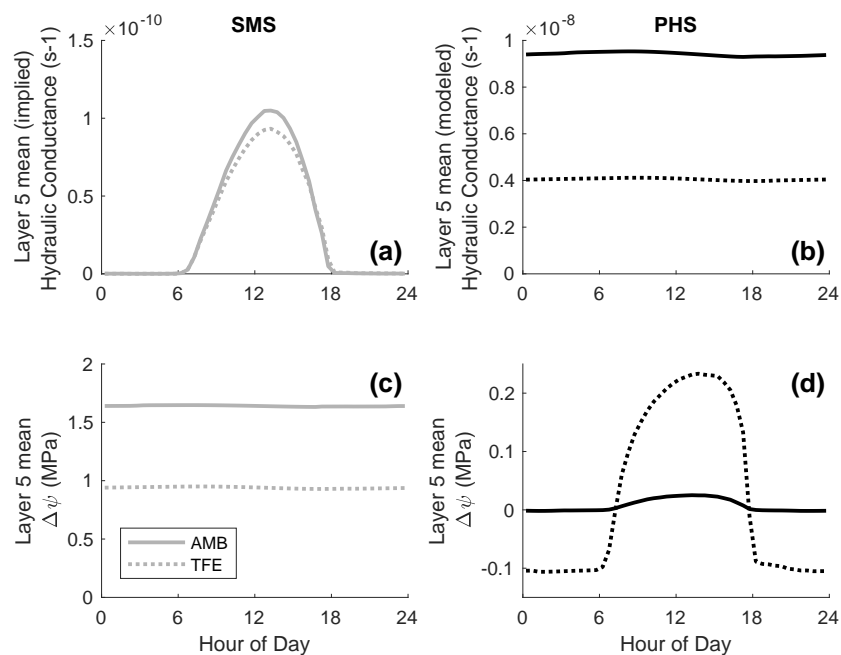 SMS
PHS
×10-10
1.5
1
0.5
0
0
6
12
18
24
Layer 5 mean (implied)
Hydraulic Conductance (s-1)
(a)
×10-8
1
0.8
0.6
0.4
0.2
0
0
6
12
18
24
Layer 5 mean (modeled)
Hydraulic Conductance (s-1)
(b)
2
1.5
1
0.5
0
0
6
12
18
24
Layer 5 mean
Δψ (MPa)
Hour of Day
(c)
AMB
TFE
0.2
0.1
0
-0.1
0
6
12
18
24
Layer 5 mean
Δψ (MPa)
Hour of Day
(d)